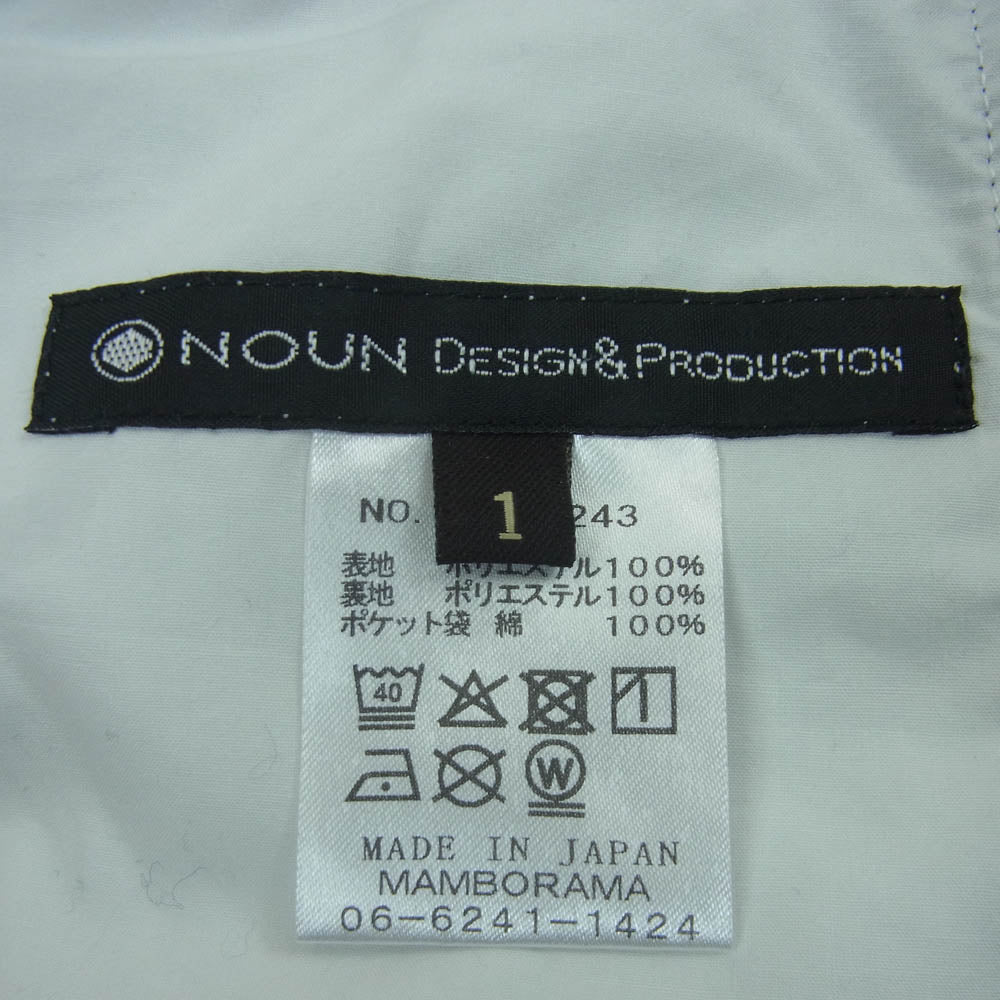 NOUN DESIGN&PRODUCTION
1
NO. 243
表地 ポリエステル100%
裏地 ポリエステル100%
ポケット袋 綿 100%
40
W
MADE IN JAPAN
MAMBORAMA
06-6241-1424